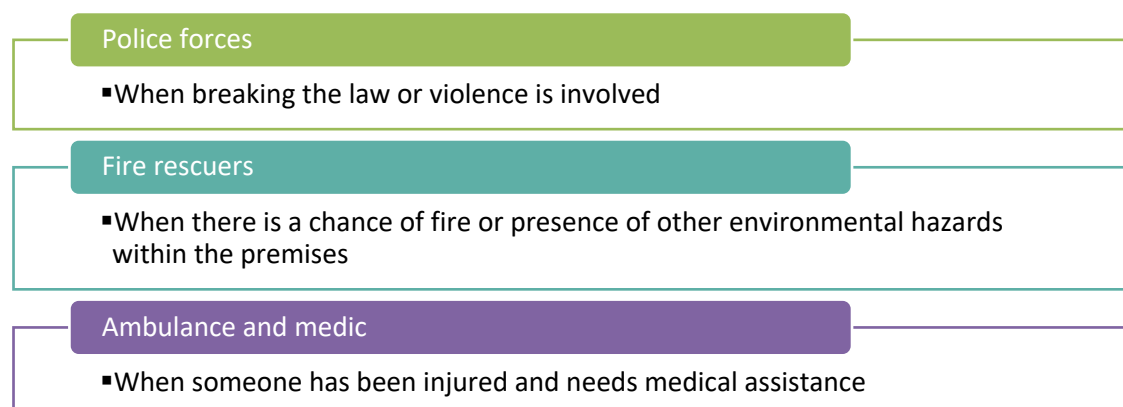 Police forces
▪When breaking the law or violence is involved
Fire rescuers
▪When there is a chance of fire or presence of other environmental hazards
within the premises
Ambulance and medic
▪When someone has been injured and needs medical assistance